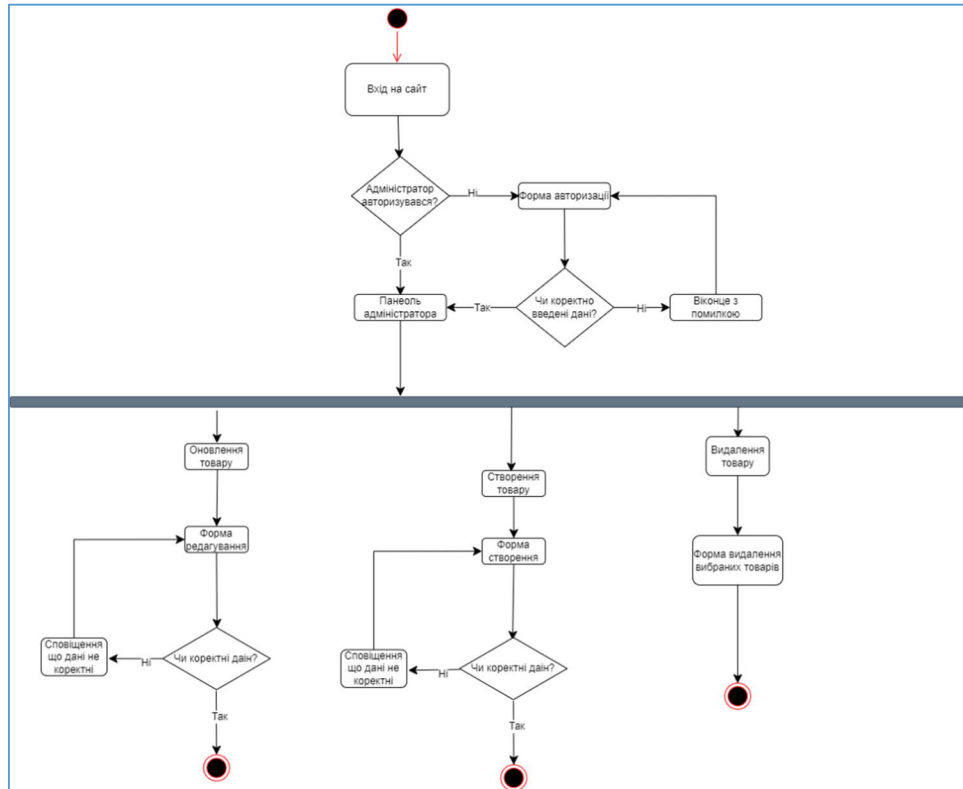 Вхід на сайт
Адміністратор
авторизувався?
Ні
Форма авторизації
Так
Панеоль
адміністратора
Так
Чи коректно
введені дані?
Ні
Віконце з
помилкою
Оновлення
товару
Створення
товару
Видалення
товару
Форма
редагування
Форма
створення
Форма видалення
вибраних товарів
Сповіщення
що дані не
коректні
Ні
Чи коректні даін?
Сповіщення
що дані не
коректні
Ні
Чи коректні даін?
Так
Так